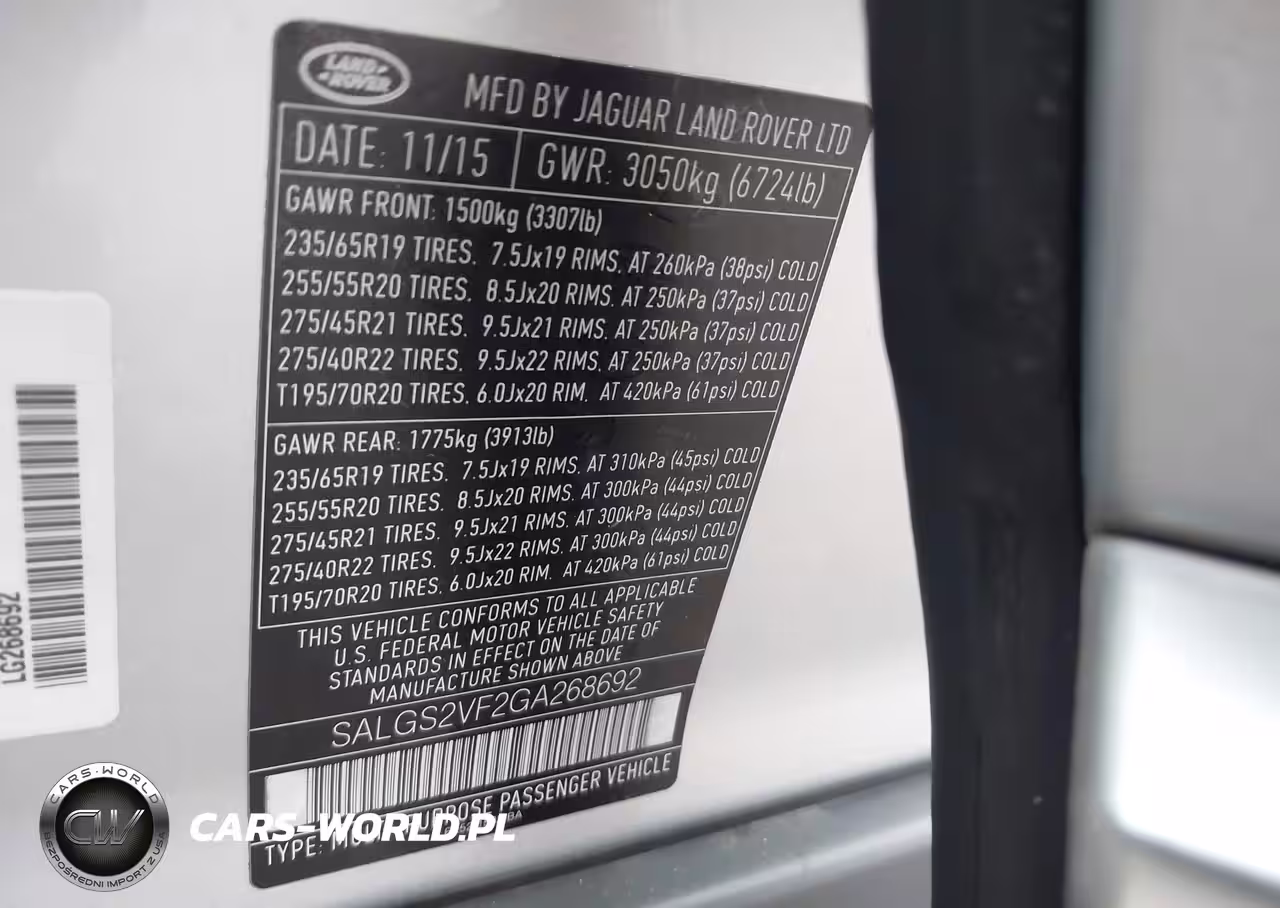 LAND ROVER
MFD BY JAGUAR LAND ROVER LTD
DATE: 11/15 GWR: 3050kg (6724lb)
GAWR FRONT: 1500kg (3307lb)
235/65R19 TIRES. 7.5Jx19 RIMS. AT 260kPa (38psi) COLD
255/55R20 TIRES. 8.5Jx20 RIMS. AT 250kPa (37psi) COLD
275/45R21 TIRES. 9.5Jx21 RIMS. AT 250kPa (37psi) COLD
275/40R22 TIRES. 9.5Jx22 RIMS. AT 250kPa (37psi) COLD
T195/70R20 TIRES. 6.0Jx20 RIM. AT 420kPa (61psi) COLD
GAWR REAR: 1775kg (3913lb)
235/65R19 TIRES. 7.5Jx19 RIMS. AT 310kPa (45psi) COLD
255/55R20 TIRES. 8.5Jx20 RIMS. AT 300kPa (44psi) COLD
275/45R21 TIRES. 9.5Jx21 RIMS. AT 300kPa (44psi) COLD
275/40R22 TIRES. 9.5Jx22 RIMS. AT 300kPa (44psi) COLD
T195/70R20 TIRES. 6.0Jx20 RIM. AT 420kPa (61psi) COLD
THIS VEHICLE CONFORMS TO ALL APPLICABLE
U.S. FEDERAL MOTOR VEHICLE SAFETY
STANDARDS IN EFFECT ON THE DATE OF
MANUFACTURE SHOWN ABOVE
SALGS2VF2GA268692
TYPE: PASSENGER VEHICLE
LG268692
CARS-WORLD
CW
BEZPOŚREDNI IMPORT Z USA
CARS-WORLD.PL